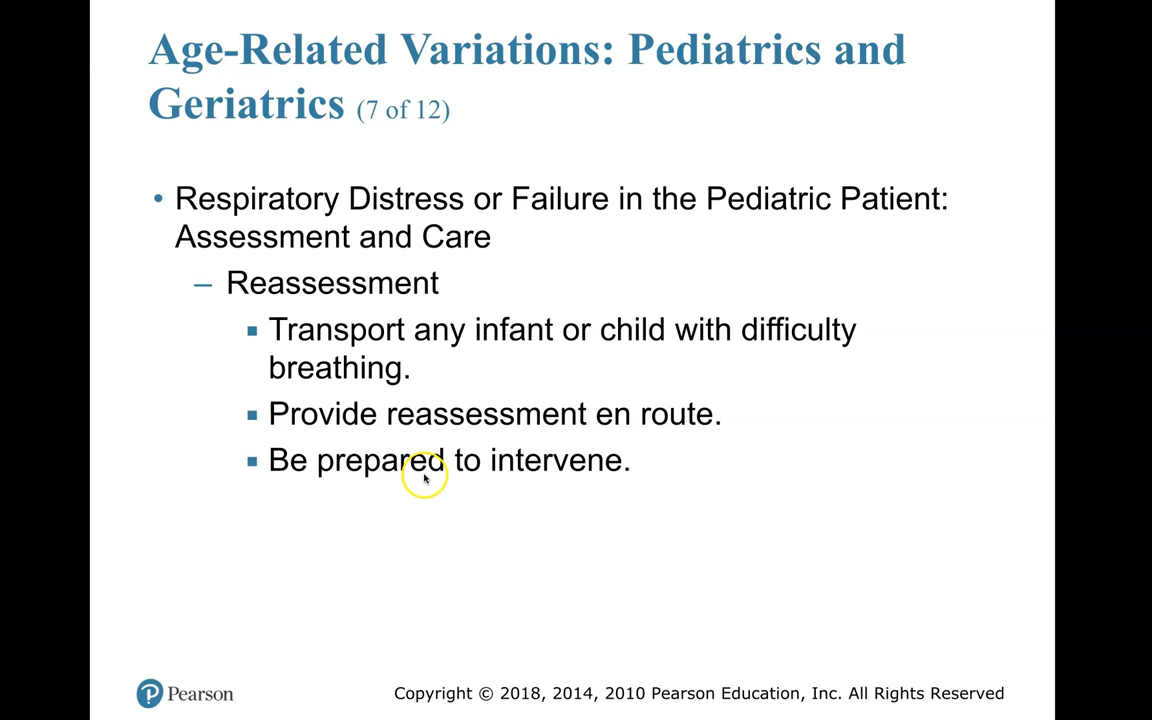 Age-Related Variations: Pediatrics and
Geriatrics (7 of 12)
• Respiratory Distress or Failure in the Pediatric Patient:
Assessment and Care
– Reassessment
▪ Transport any infant or child with difficulty
breathing.
▪ Provide reassessment en route.
▪ Be prepared to intervene.
P Pearson
Copyright © 2018, 2014, 2010 Pearson Education, Inc. All Rights Reserved